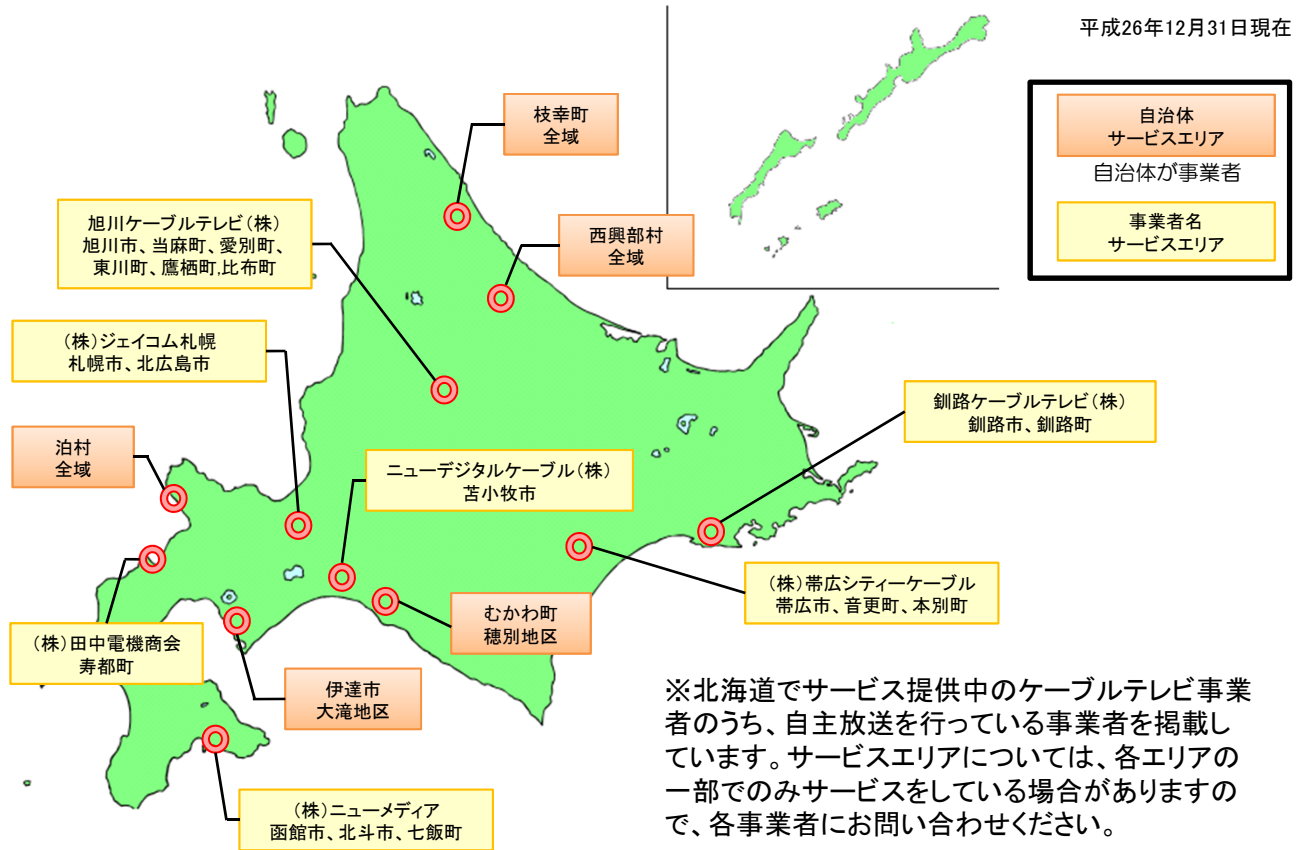 平成26年12月31日現在
自治体
サービスエリア
自治体が事業者
事業者名
サービスエリア
枝幸町
全域
西興部村
全域
旭川ケーブルテレビ(株)
旭川市、当麻町、愛別町、
東川町、鷹栖町,比布町
(株)ジェイコム札幌
札幌市、北広島市
泊村
全域
ニューデジタルケーブル(株)
苫小牧市
釧路ケーブルテレビ(株)
釧路市、釧路町
(株)帯広シティーケーブル
帯広市、音更町、本別町
むかわ町
穂別地区
(株)田中電機商会
寿都町
伊達市
大滝地区
(株)ニューメディア
函館市、北斗市、七飯町
※北海道でサービス提供中のケーブルテレビ事業
者のうち、自主放送を行っている事業者を掲載し
ています。サービスエリアについては、各エリアの
一部でのみサービスをしている場合がありますの
で、各事業者にお問い合わせください。